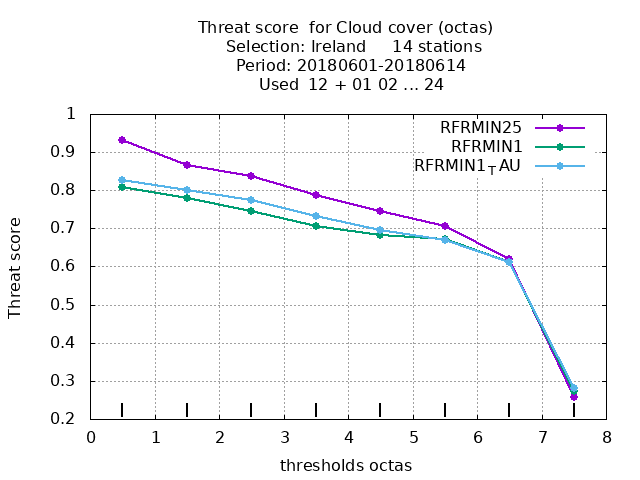 Threat score  for Cloud cover (octas)
Selection: Ireland     14 stations
Period: 20180601-20180614
Used  12 + 01 02 ... 24
RFRMIN25
RFRMIN1
RFRMIN1TAU
Threat score
1
0.9
0.8
0.7
0.6
0.5
0.4
0.3
0.2
0 1 2 3 4 5 6 7 8
thresholds octas